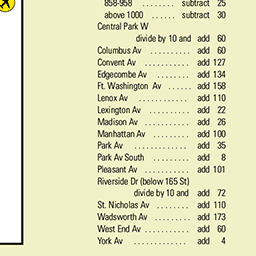 858-958 ........ subtract 25
above 1000 ...... subtract 30
Central Park W
divide by 10 and add 60
Columbus Av .......... add 60
Convent Av ........... add 127
Edgecombe Av ........ add 134
Ft. Washington Av ...... add 158
Lenox Av ............ add 110
Lexington Av .......... add 22
Madison Av ........... add 26
Manhattan Av ......... add 100
Park Av ............. add 35
Park Av South ......... add 8
Pleasant Av ........... add 101
Riverside Dr (below 165 St)
divide by 10 and add 72
St. Nicholas Av ........ add 110
Wadsworth Av ........ add 173
West End Av ........... add 60
York Av ............. add 4